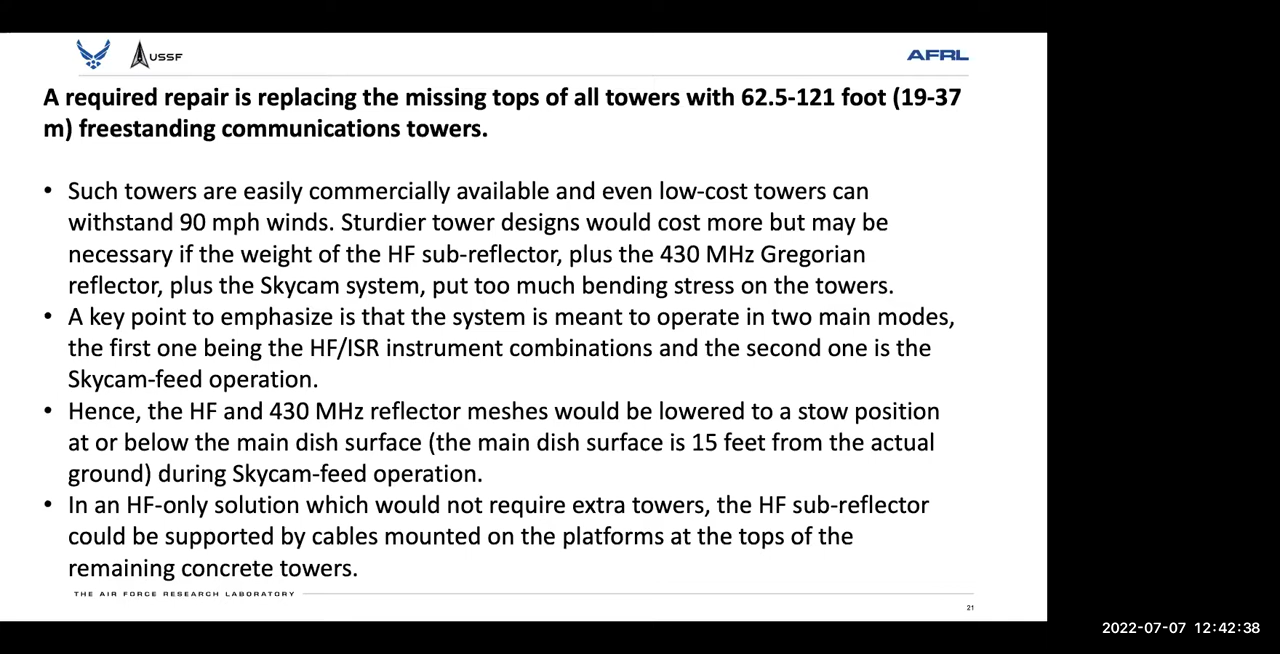 USSF
AFRL
A required repair is replacing the missing tops of all towers with 62.5-121 foot (19-37
m) freestanding communications towers.
• Such towers are easily commercially available and even low-cost towers can
withstand 90 mph winds. Sturdier tower designs would cost more but may be
necessary if the weight of the HF sub-reflector, plus the 430 MHz Gregorian
reflector, plus the Skycam system, put too much bending stress on the towers.
• A key point to emphasize is that the system is meant to operate in two main modes,
the first one being the HF/ISR instrument combinations and the second one is the
Skycam-feed operation.
• Hence, the HF and 430 MHz reflector meshes would be lowered to a stow position
at or below the main dish surface (the main dish surface is 15 feet from the actual
ground) during Skycam-feed operation.
• In an HF-only solution which would not require extra towers, the HF sub-reflector
could be supported by cables mounted on the platforms at the tops of the
remaining concrete towers.
THE AIR FORCE RESEARCH LABORATORY
21
2022-07-07 12:42:38